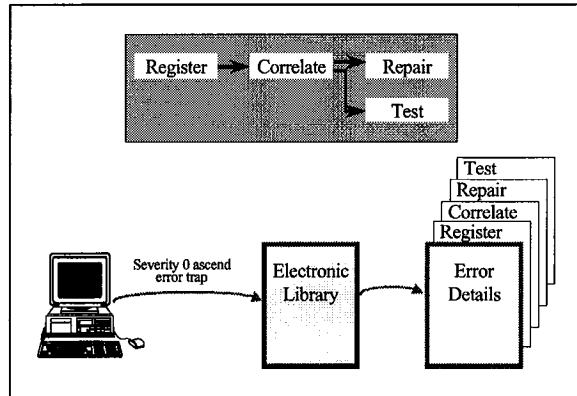 Register
Correlate
Repair
Test
Test
Repair
Correlate
Register
Severity 0 ascend
error trap
Electronic
Library
Error
Details